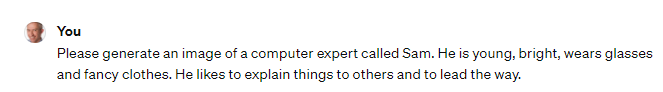 You
Please generate an image of a computer expert called Sam. He is young, bright, wears glasses
and fancy clothes. He likes to explain things to others and to lead the way.